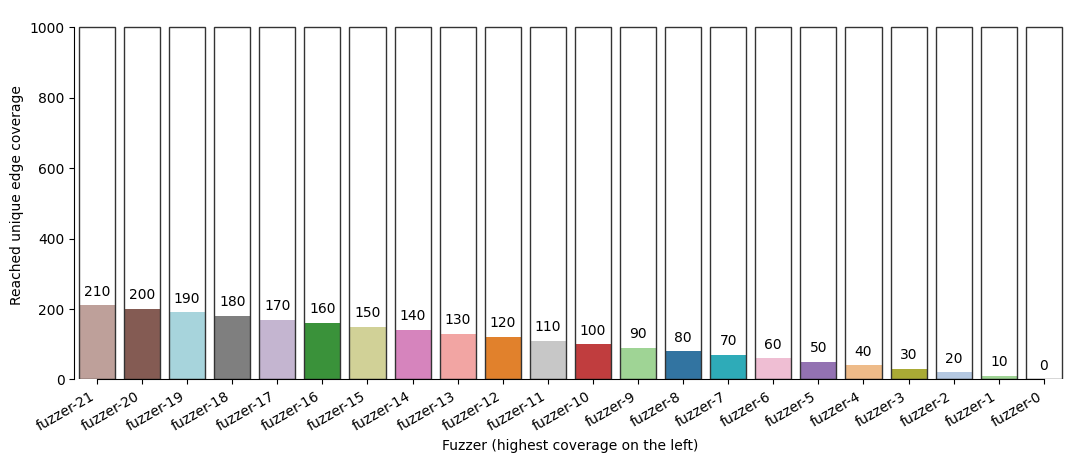 1000
800
600
400
200
0
Reached unique edge coverage
210 200 190 180 170 160 150 140 130 120 110 100 90 80 70 60 50 40 30 20 10 0
fuzzer-21 fuzzer-20 fuzzer-19 fuzzer-18 fuzzer-17 fuzzer-16 fuzzer-15 fuzzer-14 fuzzer-13 fuzzer-12 fuzzer-11 fuzzer-10 fuzzer-9 fuzzer-8 fuzzer-7 fuzzer-6 fuzzer-5 fuzzer-4 fuzzer-3 fuzzer-2 fuzzer-1 fuzzer-0
Fuzzer (highest coverage on the left)